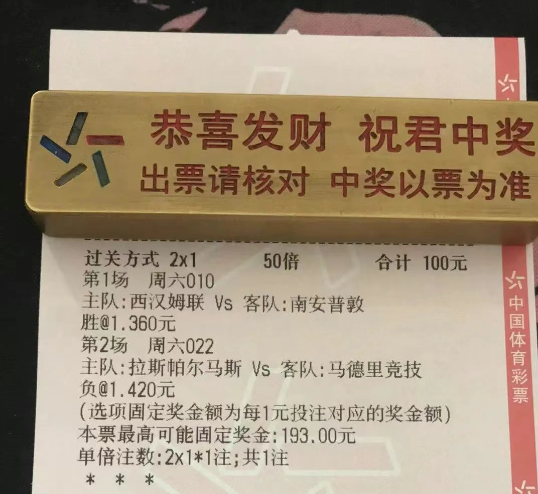 恭喜发财 祝君中奖
出票请核对 中奖以票为准
过关方式 2x1 50倍 合计 100元
第1场 周六010
主队:西汉姆联 Vs 客队:南安普敦
胜@1.360元
第2场 周六022
主队:拉斯帕尔马斯 Vs 客队:马德里竞技
负@1.420元
(选项固定奖金额为每1元投注对应的奖金额)
本票最高可能固定奖金:193.00元
单倍注数:2x1*1注;共1注
* * *
中国体育彩票